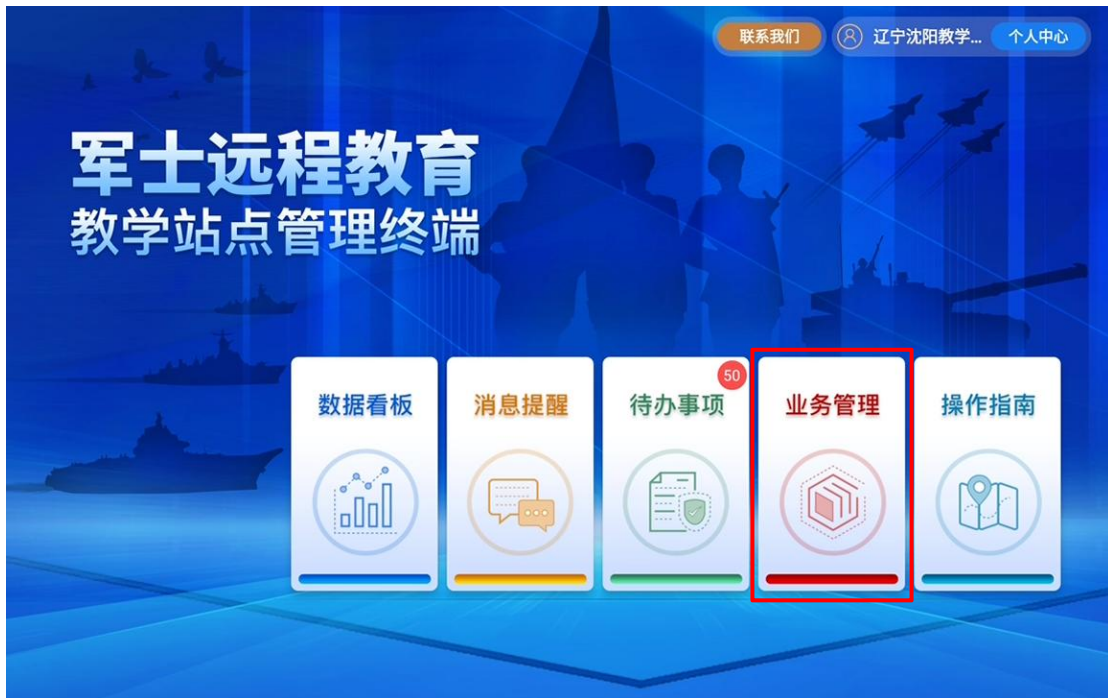 联系我们
辽宁沈阳教学...
个人中心
军士远程教育
教学站点管理终端
数据看板
消息提醒
50
待办事项
业务管理
操作指南